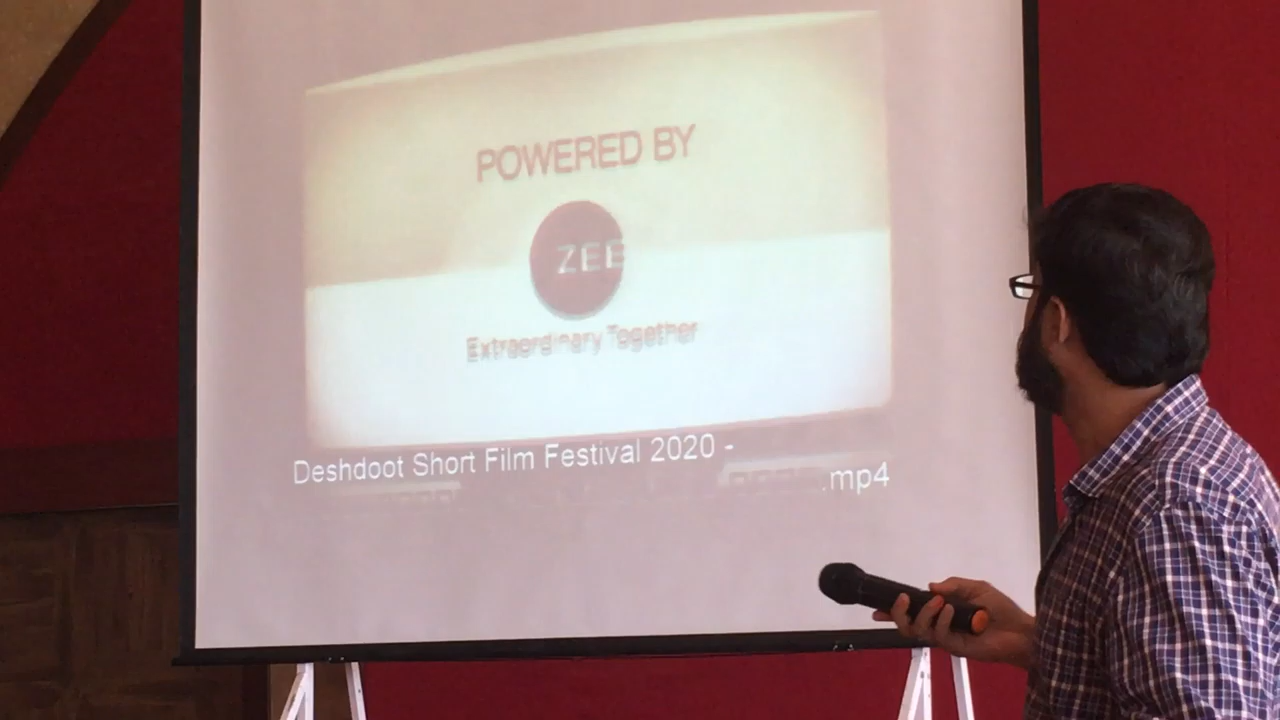 POWERED BY
ZEE
Extraordinary Together
Deshdoot Short Film Festival 2020 -
.mp4